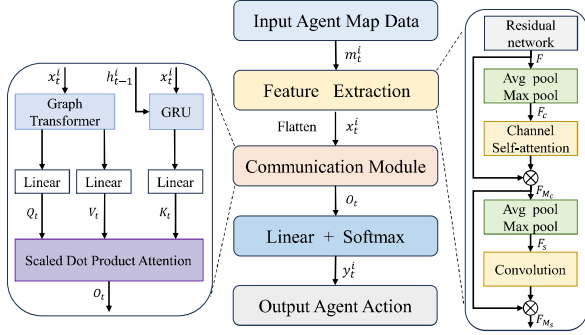 Input Agent Map Data
m_t^i
Feature Extraction
Flatten x_t^i
Communication Module
O_t
Linear + Softmax
y_t^i
Output Agent Action
x_t^i h_{t-1}^i x_t^i
Graph
Transformer
GRU
Linear Linear Linear
Q_t V_t K_t
Scaled Dot Product Attention
O_t
Residual
network
F
Avg pool
Max pool
F_c
Channel
Self-attention
F_{M_c}
Avg pool
Max pool
F_s
Convolution
F_{M_s}